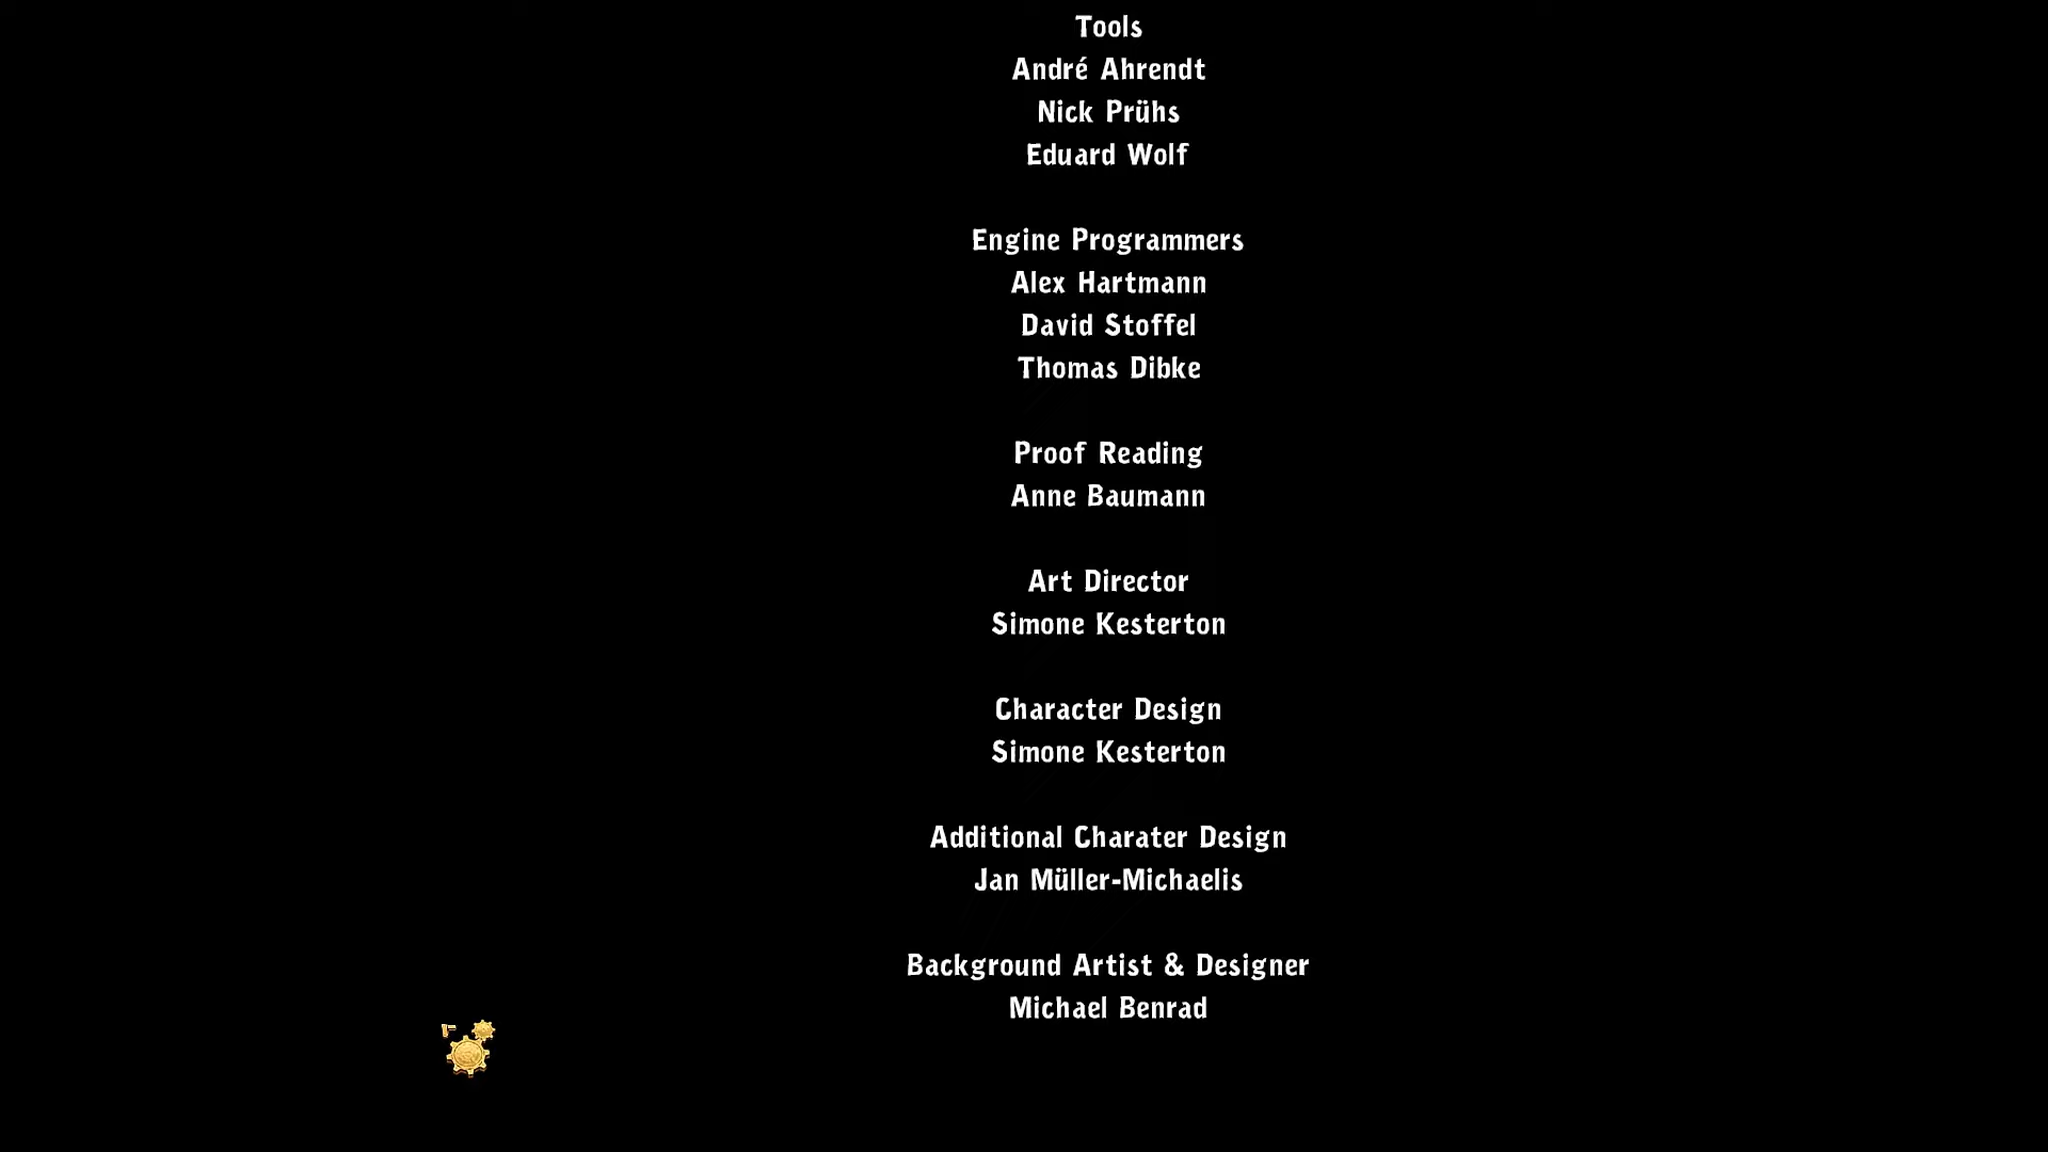 Tools
André Ahrendt
Nick Prühs
Eduard Wolf
Engine Programmers
Alex Hartmann
David Stoffel
Thomas Dibke
Proof Reading
Anne Baumann
Art Director
Simone Kesterton
Character Design
Simone Kesterton
Additional Charater Design
Jan Müller-Michaelis
Background Artist & Designer
Michael Benrad